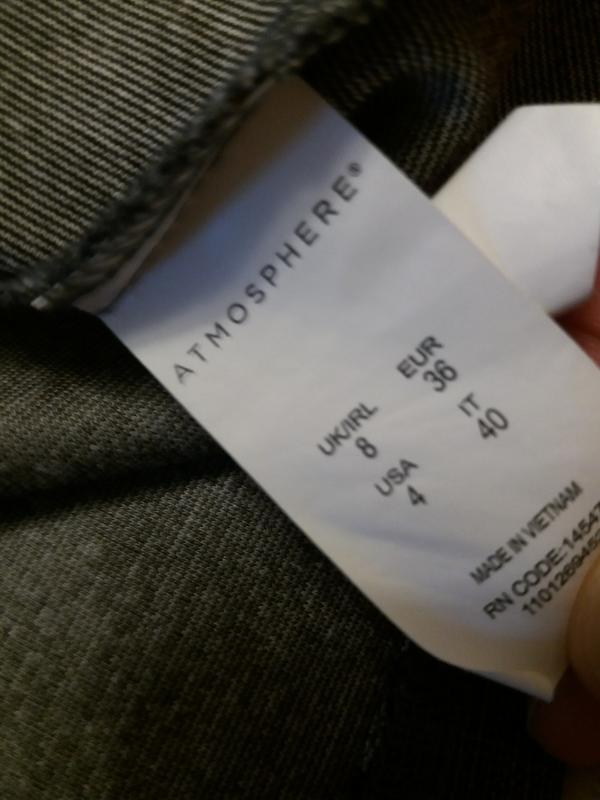 ATMOSPHERE®
UK/IRL EUR
8 36
USA IT
4 40
MADE IN VIETNAM